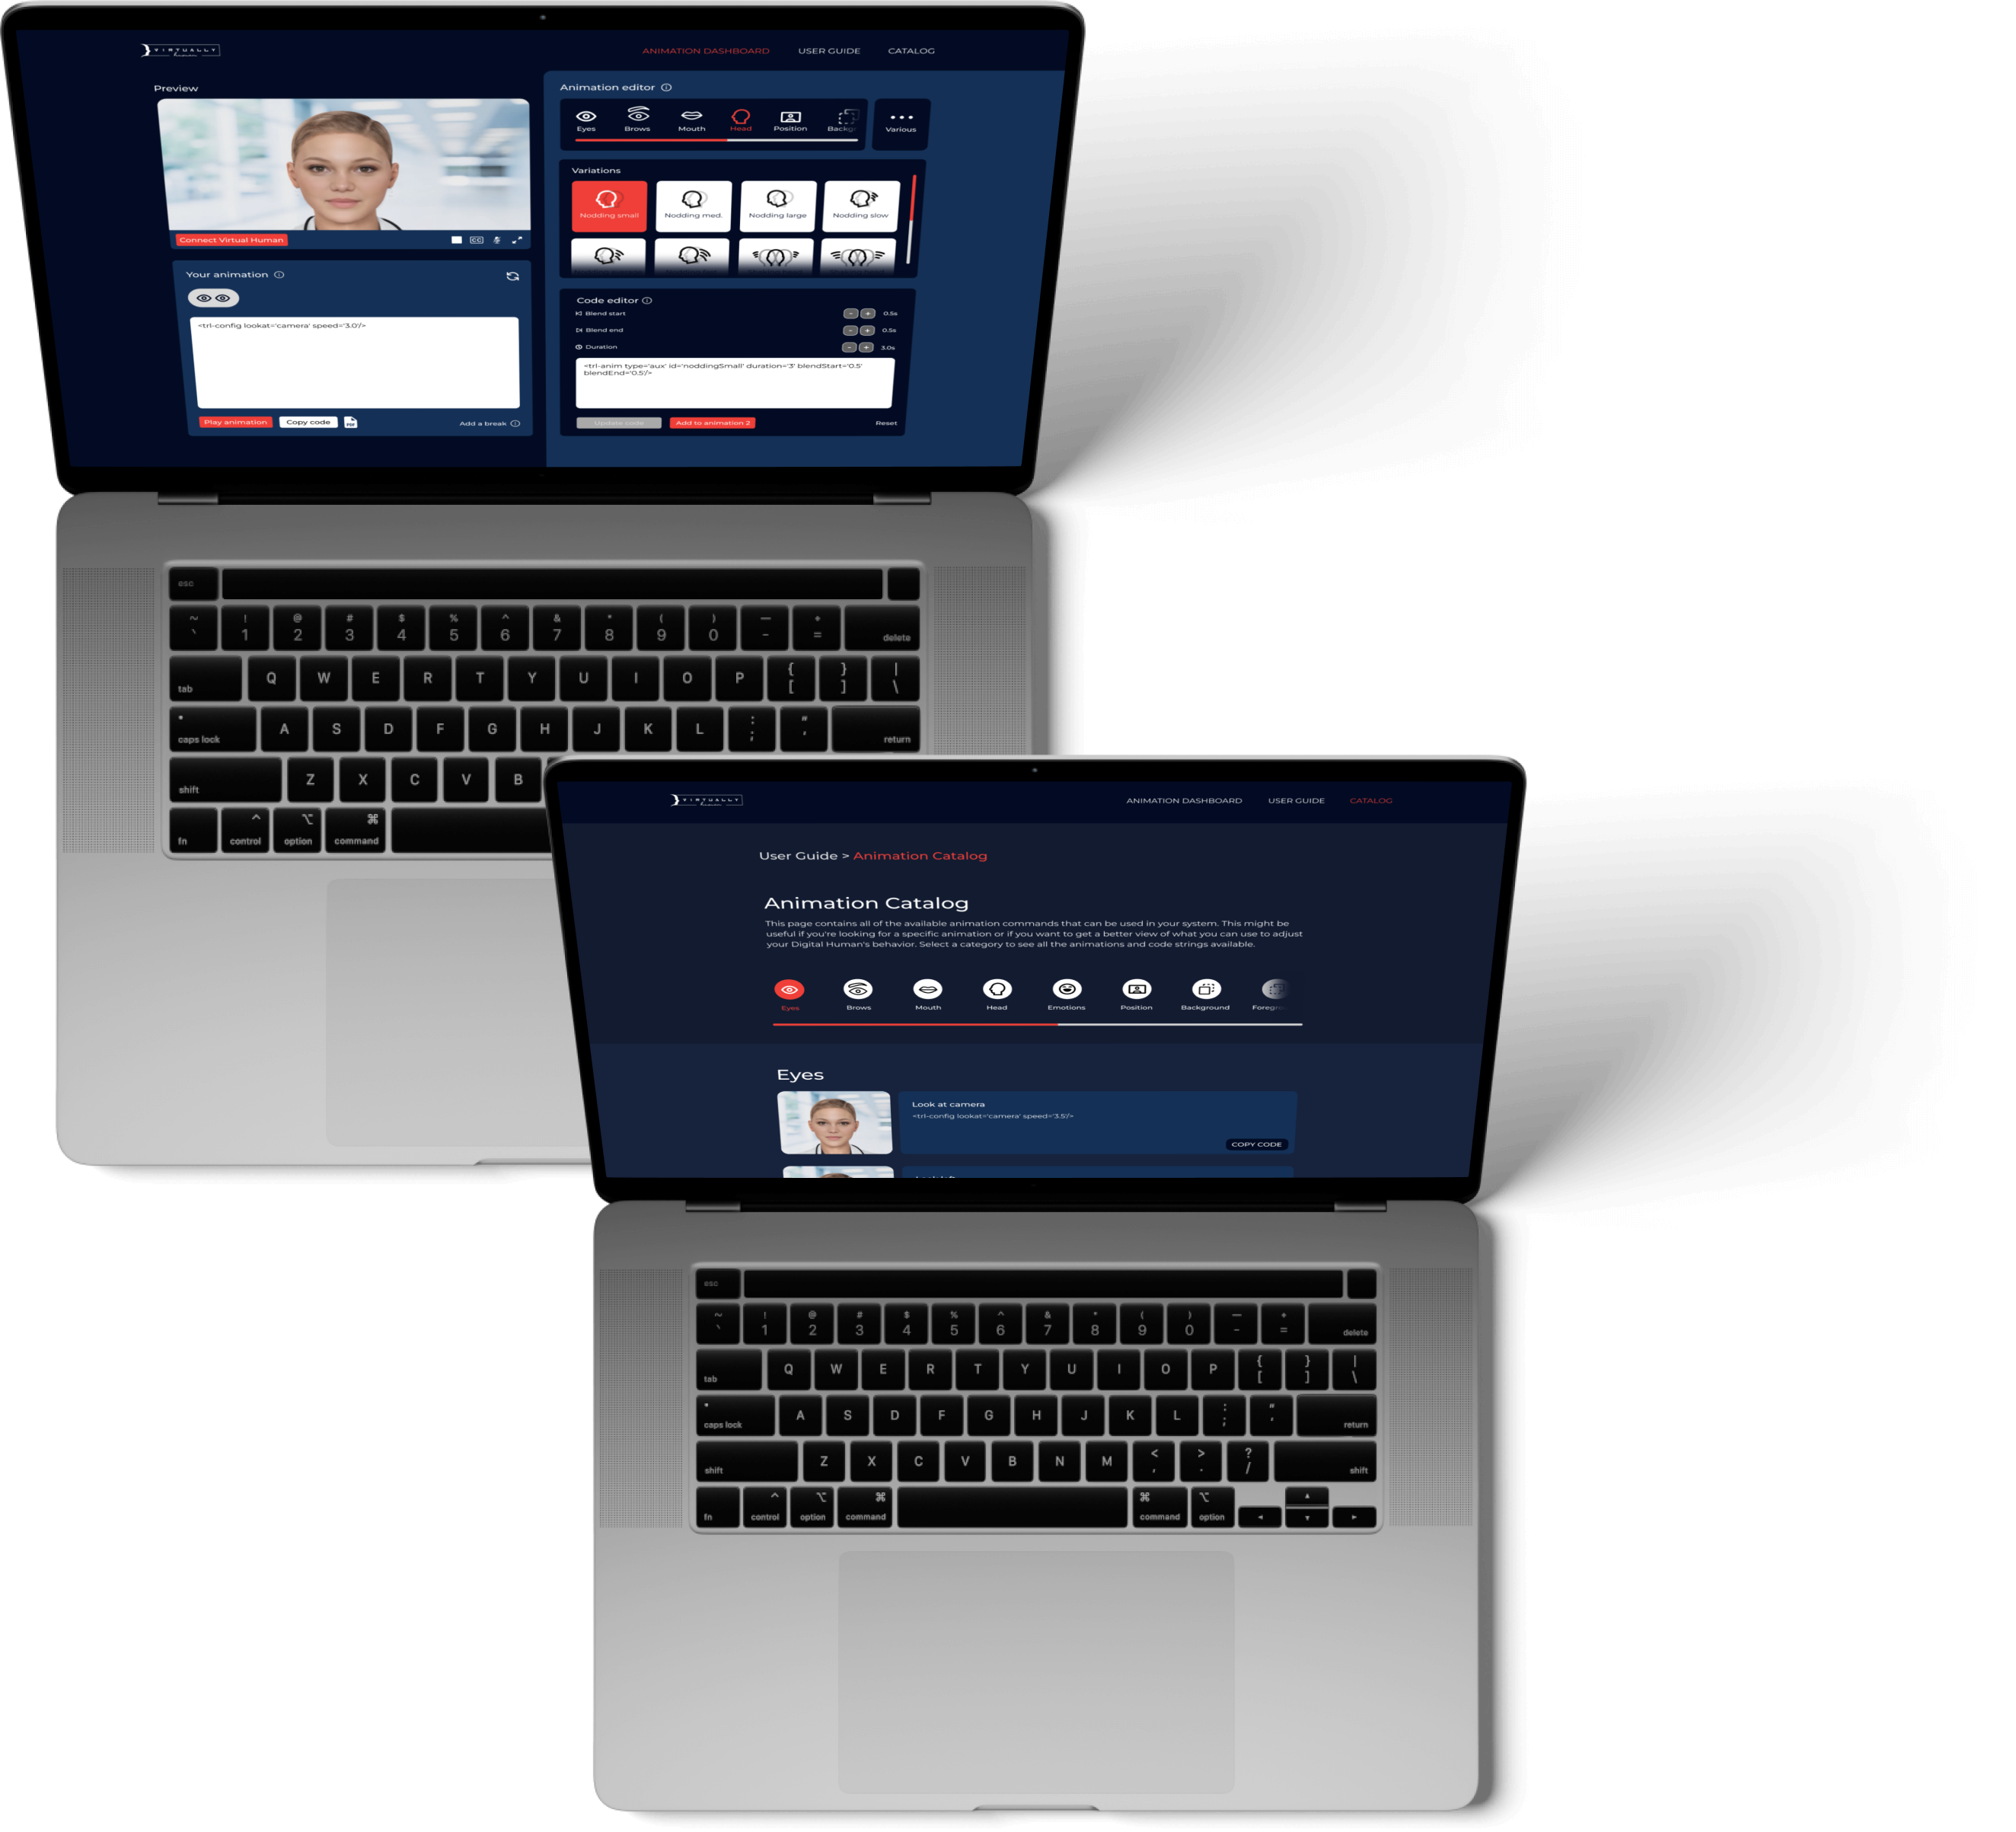 VIRTUALLY
human
ANIMATION DASHBOARD
USER GUIDE
CATALOG
Preview
Connect Virtual Human
CC
Your animation
<trl-config lookat='camera' speed='3.0'/>
Play animation
Copy code
PDF
Add a break
Animation editor
Eyes
Brows
Mouth
Head
Position
Backgr
Various
Variations
Nodding small
Nodding med.
Nodding large
Nodding slow
Code editor
Blend start
- +
0.5s
Blend end
- +
0.5s
Duration
- +
3.0s
<trl-anim type='aux' id='noddingSmall' duration='3' blendStart='0.5'
blendEnd='0.5'/>
Update code
Add to animation 2
Reset
esc
~ ` ! 1 @ 2 # 3 $ 4 % 5 ^ 6 & 7 * 8 ( 9 ) 0 — - + = delete
tab Q W E R T Y U I O P { [ } ] | \
caps lock A S D F G H J K L : ; " ' return
shift Z X C V B
fn control option command
VIRTUALLY
human
ANIMATION DASHBOARD
USER GUIDE
CATALOG
User Guide > Animation Catalog
Animation Catalog
This page contains all of the available animation commands that can be used in your system. This might be
useful if you're looking for a specific animation or if you want to get a better view of what you can use to adjust
your Digital Human's behavior. Select a category to see all the animations and code strings available.
Eyes
Brows
Mouth
Head
Emotions
Position
Background
Foregr
Eyes
Look at camera
<trl-config lookat='camera' speed='3.5'/>
COPY CODE
esc
~ ` ! 1 @ 2 # 3 $ 4 % 5 ^ 6 & 7 * 8 ( 9 ) 0 — - + = delete
tab Q W E R T Y U I O P { [ } ] | \
caps lock A S D F G H J K L : ; " ' return
shift Z X C V B N M < , > . ? / shift
fn control option command command option